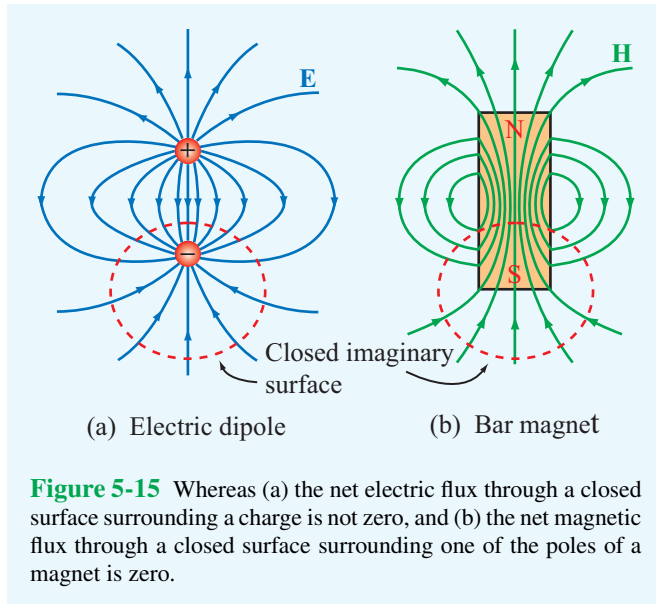 E
H
+
N
−
S
Closed imaginary
surface
(a) Electric dipole
(b) Bar magnet
Figure 5-15 Whereas (a) the net electric flux through a closed
surface surrounding a charge is not zero, and (b) the net magnetic
flux through a closed surface surrounding one of the poles of a
magnet is zero.